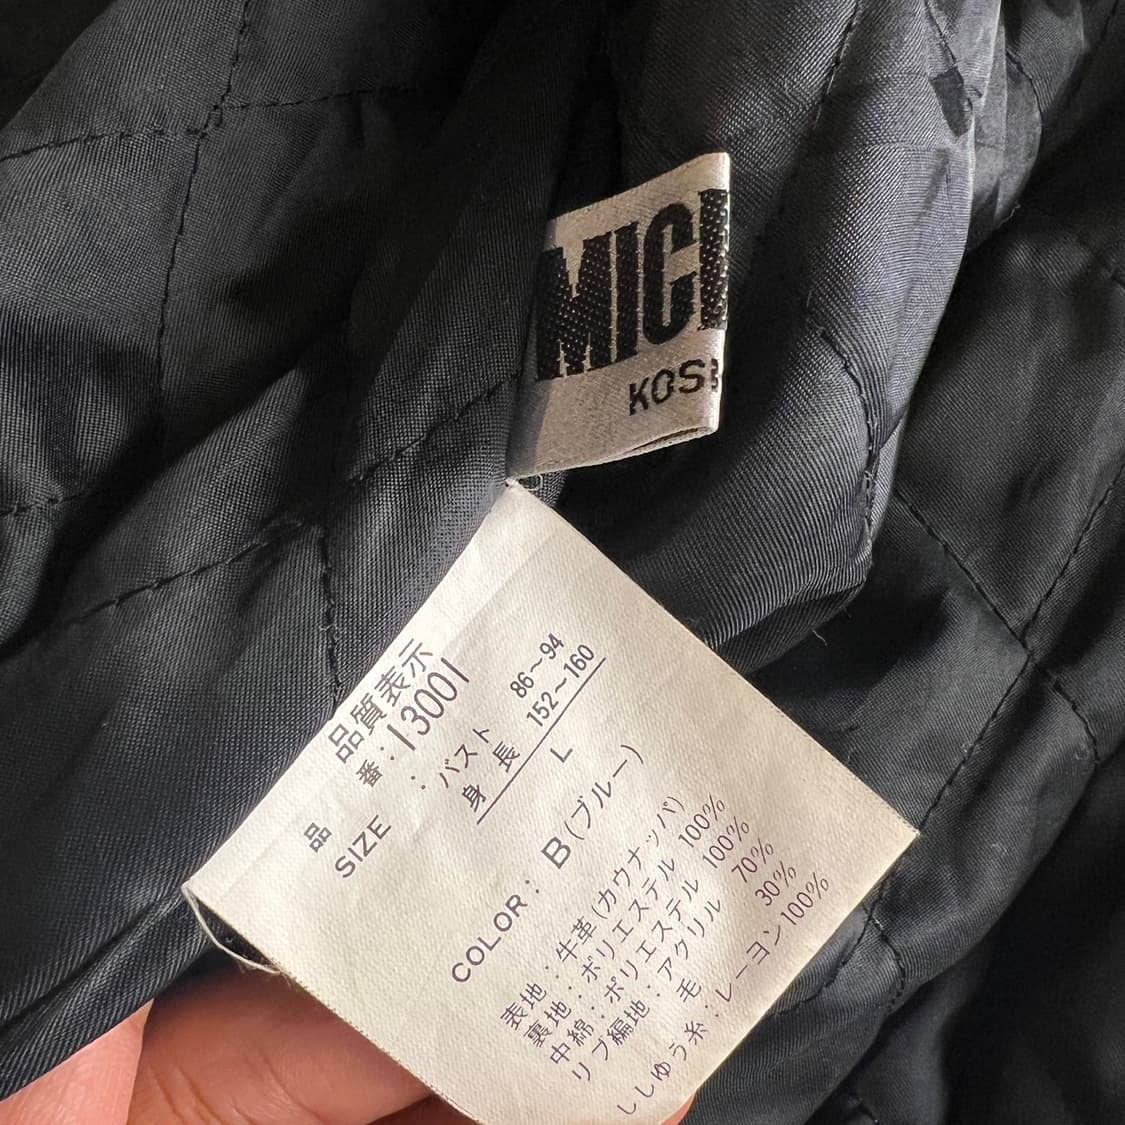 MICH
KOSH
品質表示
品番:13001
SIZE:バスト 86~94
身長 152~160
L
COLOR:B(ブルー)
表地:牛革(カウナッパ)
裏地:ポリエステル 100%
中綿:ポリエステル 100%
リブ編地:アクリル 70%
毛 30%
ししゅう糸:レーヨン100%